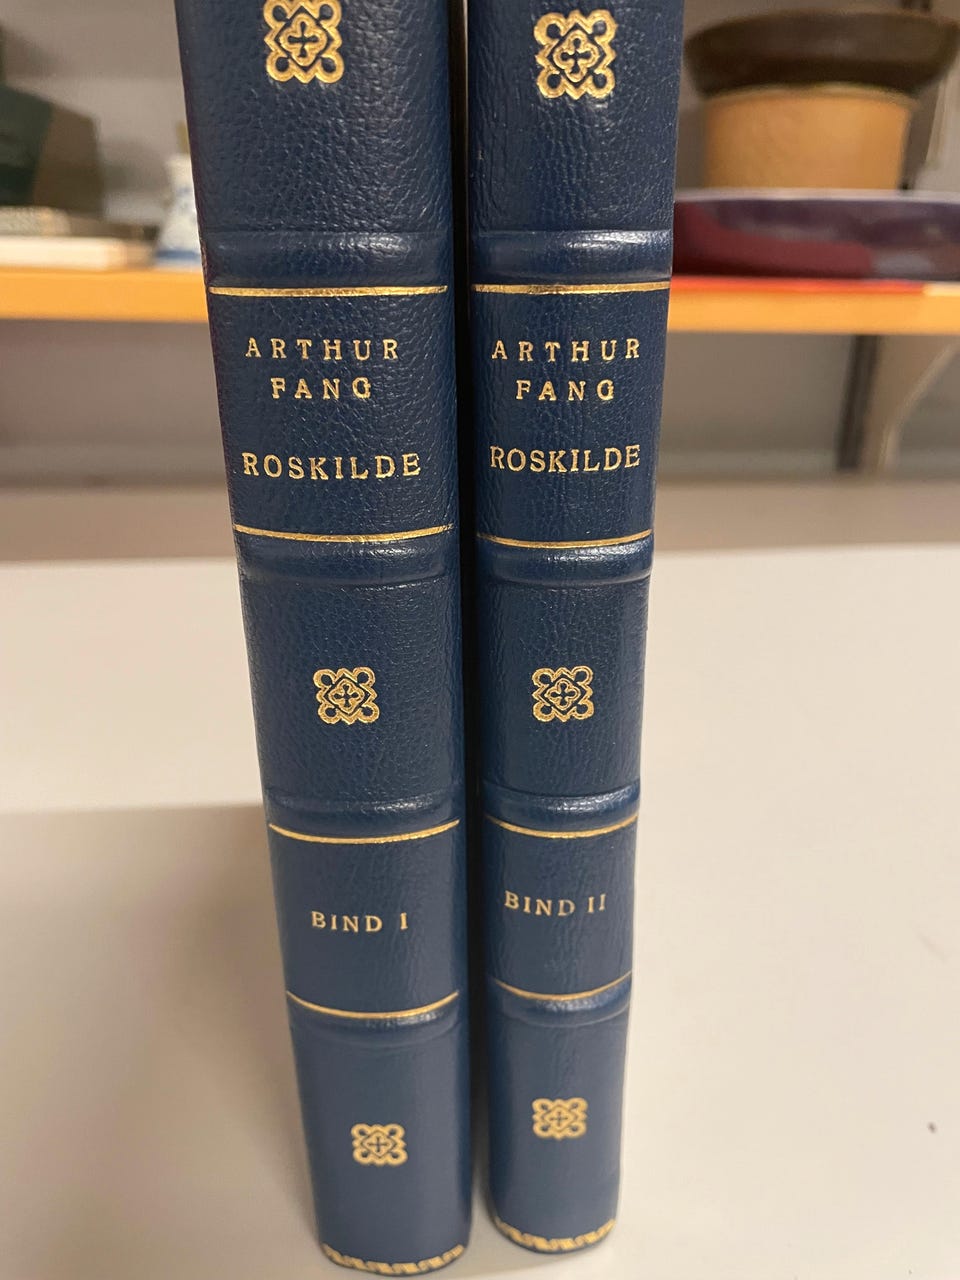 ARTHUR
FANG
ROSKILDE
BIND I
ARTHUR
FANG
ROSKILDE
BIND II